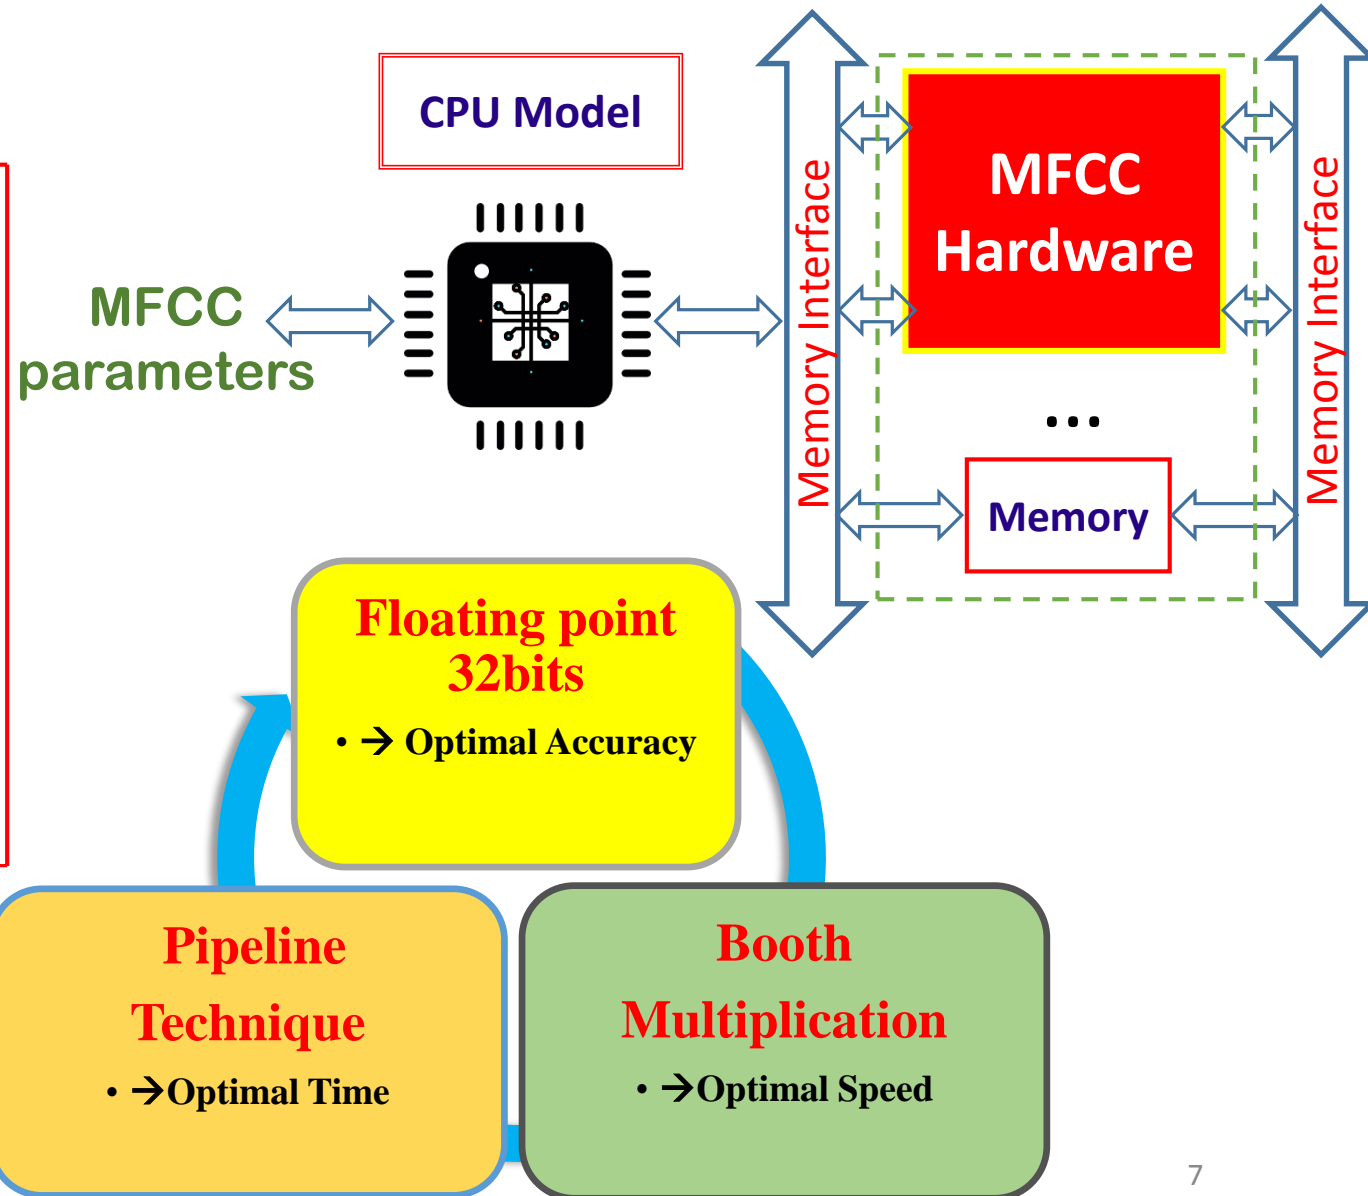 CPU Model
MFCC
parameters
Memory Interface
MFCC
Hardware
...
Memory
Memory Interface
Floating point
32bits
• → Optimal Accuracy
Pipeline
Technique
• →Optimal Time
Booth
Multiplication
• →Optimal Speed
7